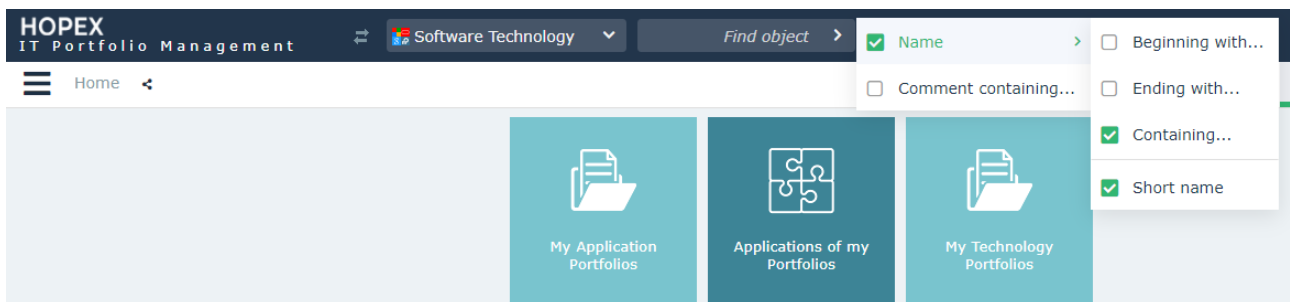 HOPEX
IT Portfolio Management
Software Technology
Find object
Name
Beginning with...
Home
Comment containing...
Ending with...
Containing...
Short name
My Application
Portfolios
Applications of my
Portfolios
My Technology
Portfolios